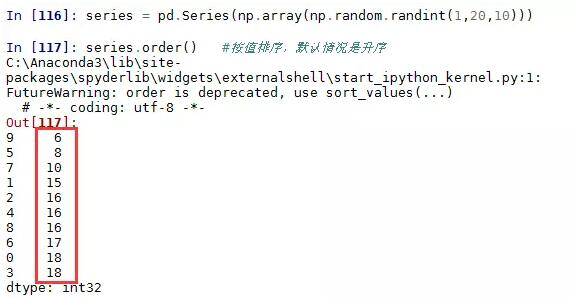 In [116]: series = pd.Series(np.array(np.random.randint(1,20,10)))
In [117]: series.order()   #按值排序，默认情况是升序
C:\Anaconda3\lib\site-
packages\spyderlib\widgets\externalshell\start_ipython_kernel.py:1:
FutureWarning: order is deprecated, use sort_values(...)
  # -*- coding: utf-8 -*-
Out[117]:
9     6
5     8
7    10
1    15
2    16
4    16
8    16
6    17
0    18
3    18
dtype: int32